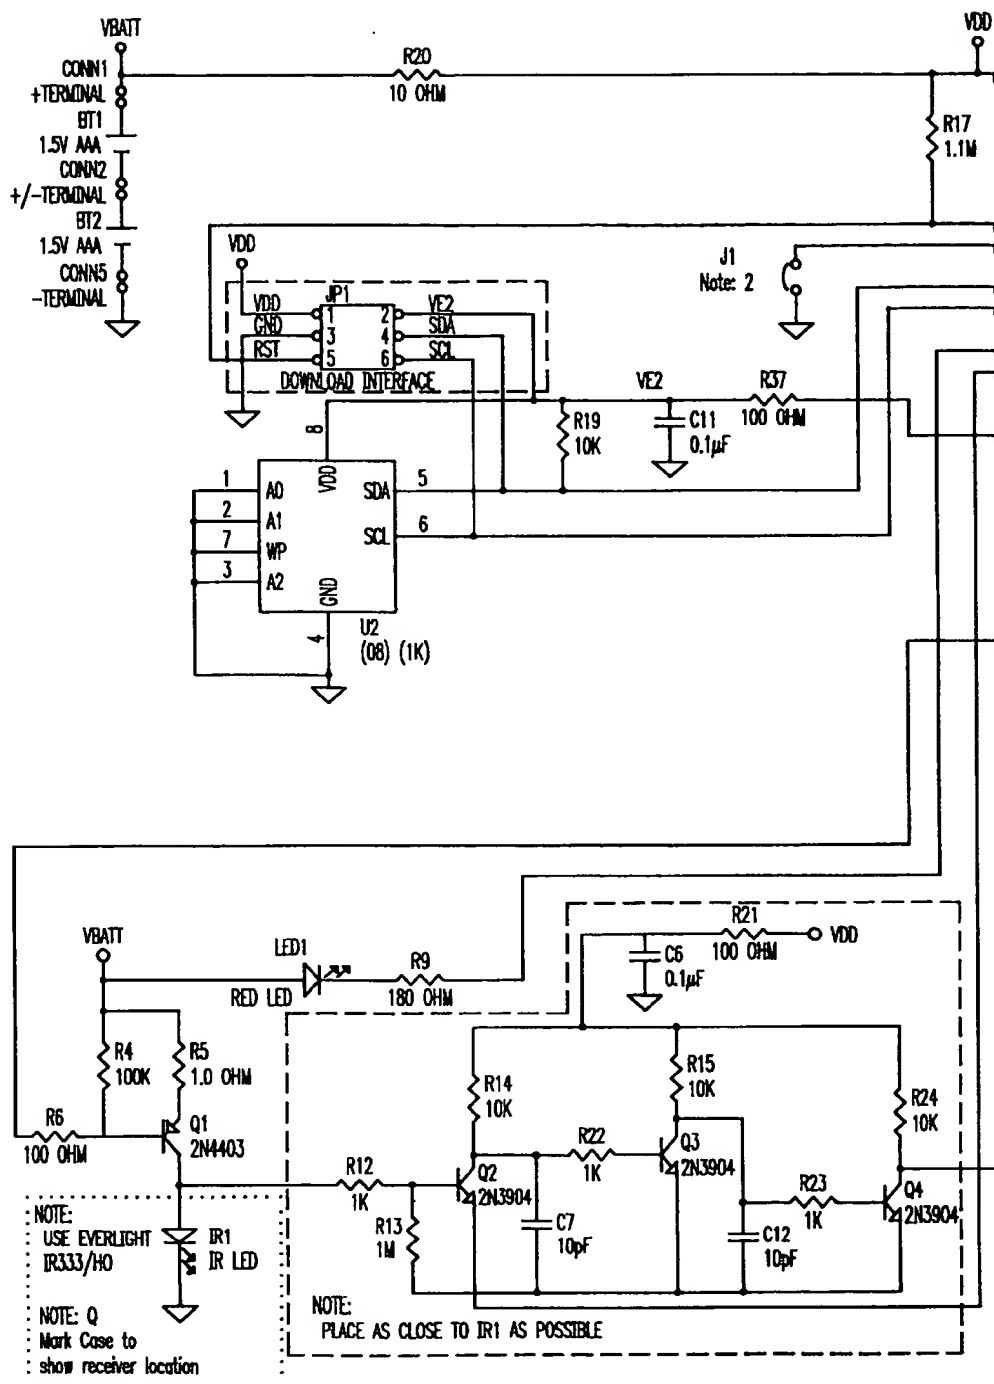 VBATT
VDD
CONN1
+TERMINAL
BT1
1.5V AAA
CONN2
+/-TERMINAL
BT2
1.5V AAA
CONN5
-TERMINAL
R20
10 OHM
R17
1.1M
VDD
J1
Note: 2
JP1
VDD 1 2 VE2
GND 3 4 SDA
RST 5 6 SCL
DOWNLOAD INTERFACE
VE2
R37
100 OHM
R19
10K
C11
0.1µF
8
VDD
1 A0 SDA 5
2 A1
7 WP SCL 6
3 A2
GND
4
U2
(08) (1K)
VBATT
LED1
RED LED
R9
180 OHM
R21
100 OHM
VDD
C6
0.1µF
R4
100K
R5
1.0 OHM
R6
100 OHM
Q1
2N4403
R14
10K
R15
10K
R24
10K
R12
1K
R13
1M
Q2
2N3904
R22
1K
C7
10pF
Q3
2N3904
R23
1K
C12
10pF
Q4
2N3904
NOTE:
USE EVERLIGHT
IR333/H0
IR1
IR LED
NOTE: Q
Mark Case to
show receiver location
NOTE:
PLACE AS CLOSE TO IR1 AS POSSIBLE